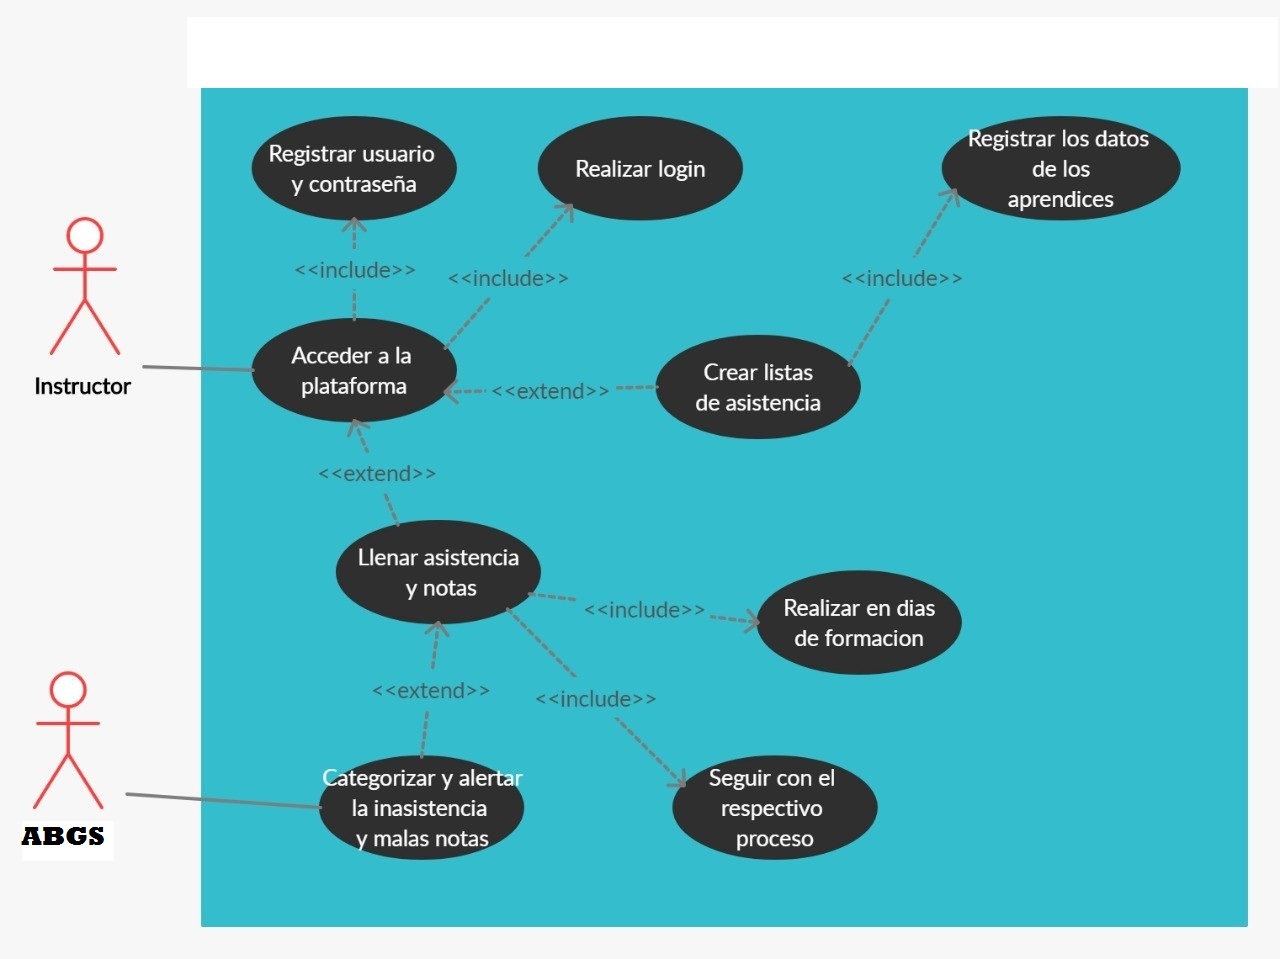 Registrar usuario
y contraseña
Realizar login
Registrar los datos
de los
aprendices
<<include>>
<<include>>
<<include>>
Instructor
Acceder a la
plataforma
<<extend>>
Crear listas
de asistencia
<<extend>>
Llenar asistencia
y notas
<<include>>
Realizar en dias
de formacion
<<extend>>
<<include>>
ABGS
Categorizar y alertar
la inasistencia
y malas notas
Seguir con el
respectivo
proceso